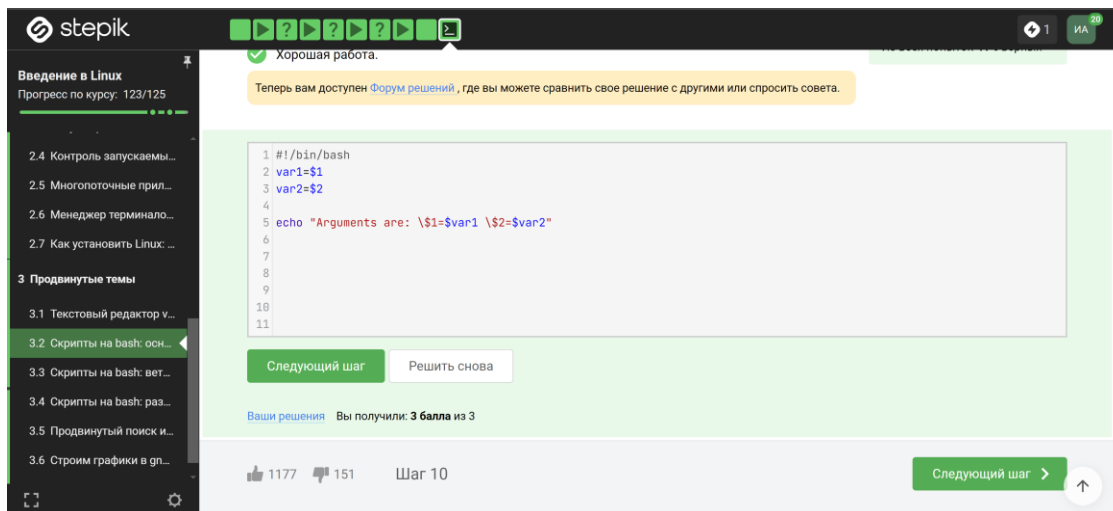 stepik
1
ИА
20
Введение в Linux
Прогресс по курсу: 123/125
2.4 Контроль запускаемы...
2.5 Многопоточные прил...
2.6 Менеджер терминало...
2.7 Как установить Linux: ...
3 Продвинутые темы
3.1 Текстовый редактор v...
3.2 Скрипты на bash: осн...
3.3 Скрипты на bash: вет...
3.4 Скрипты на bash: раз...
3.5 Продвинутый поиск и...
3.6 Строим графики в gn...
Хорошая работа.
Теперь вам доступен Форум решений , где вы можете сравнить свое решение с другими или спросить совета.
1 #!/bin/bash
2 var1=$1
3 var2=$2
4
5 echo "Arguments are: \$1=$var1 \$2=$var2"
6
7
8
9
10
11
Следующий шаг
Решить снова
Ваши решения Вы получили: 3 балла из 3
1177 151 Шаг 10
Следующий шаг